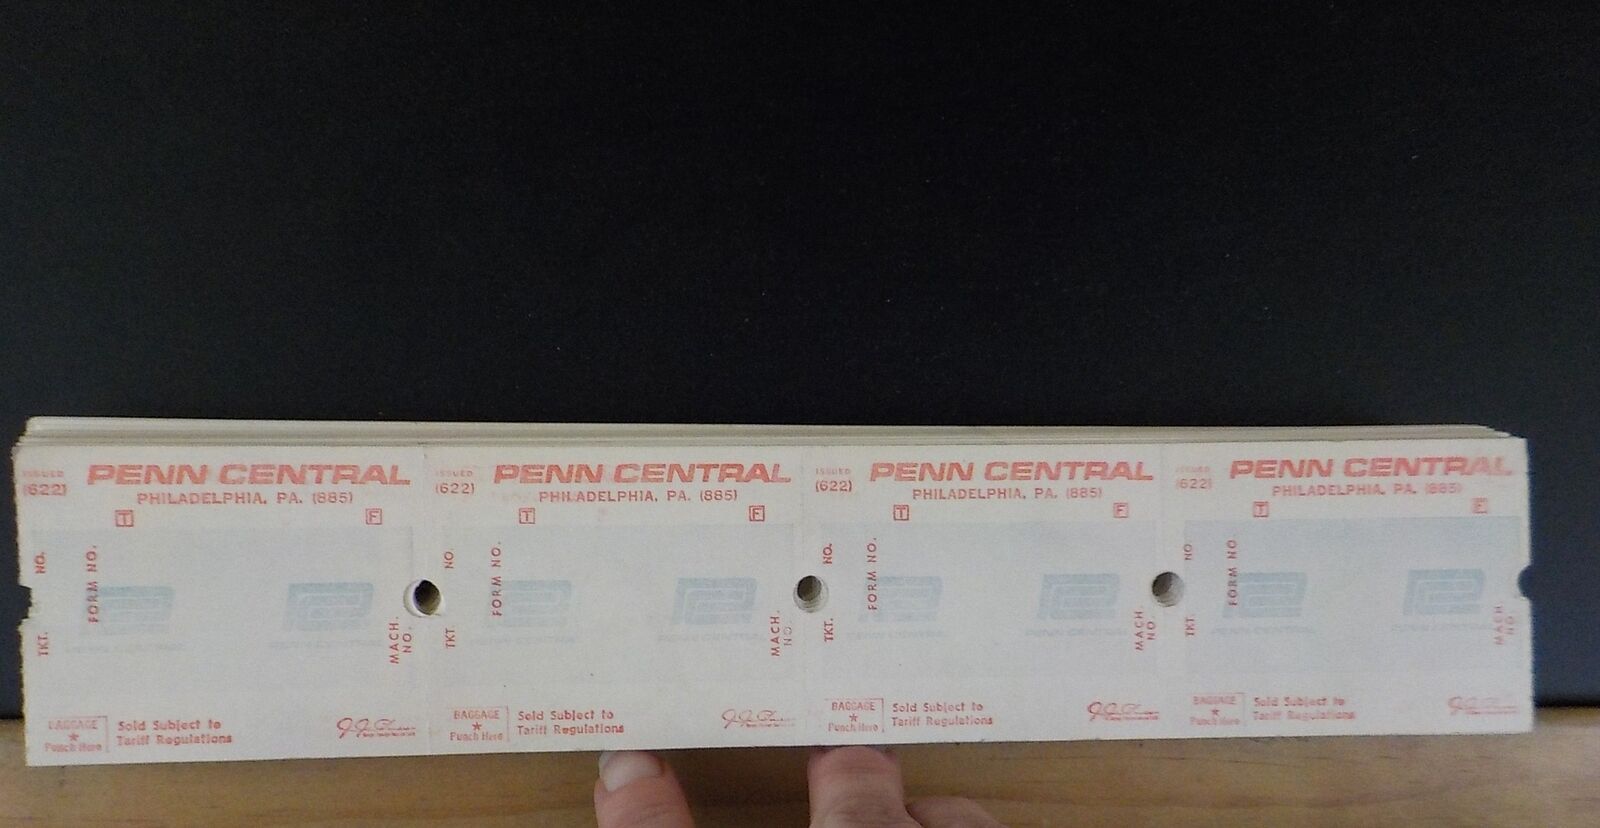 ISSUED
(622)
PENN CENTRAL
PHILADELPHIA, PA. (885)
T F
TKT. NO.
FORM NO.
MACH. NO.
BAGGAGE
★
Punch Here
Sold Subject to
Tariff Regulations
ISSUED
(622)
PENN CENTRAL
PHILADELPHIA, PA. (885)
T F
TKT. NO.
FORM NO.
MACH. NO.
BAGGAGE
★
Punch Here
Sold Subject to
Tariff Regulations
ISSUED
(622)
PENN CENTRAL
PHILADELPHIA, PA. (885)
T F
TKT. NO.
FORM NO.
PENN CENTRAL
PENN CENTRAL
MACH. NO.
BAGGAGE
★
Punch Here
Sold Subject to
Tariff Regulations
ISSUED
(622)
PENN CENTRAL
PHILADELPHIA, PA. (885)
T F
TKT. NO.
FORM NO.
MACH. NO.
BAGGAGE
★
Punch Here
Sold Subject to
Tariff Regulations